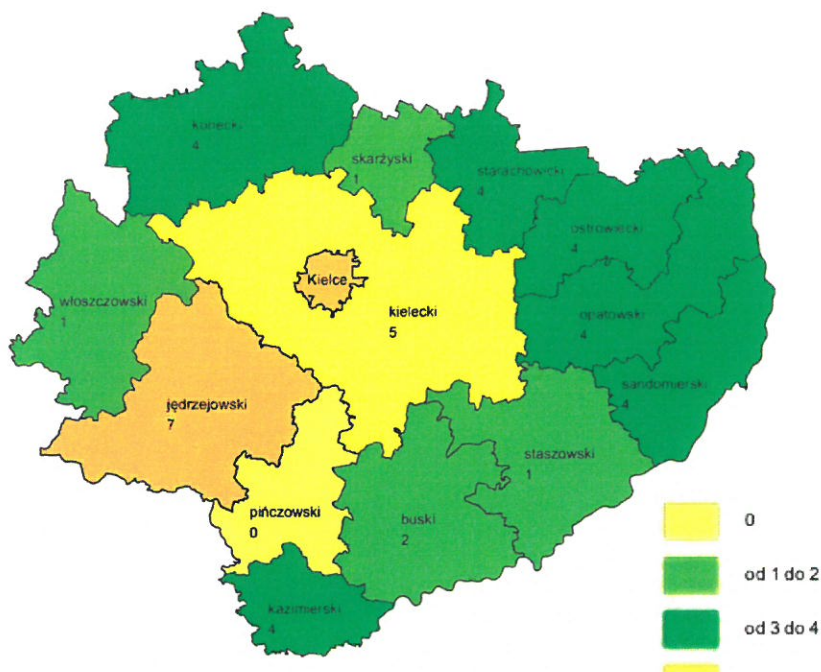 konecki
4
skarżyski
1
starachowicki
4
ostrowiecki
4
Kielce
7
włoszczowski
1
kielecki
5
opatowski
4
sandomierski
4
jędrzejowski
7
staszowski
1
pińczowski
0
buski
2
kazimierski
4
0
od 1 do 2
od 3 do 4